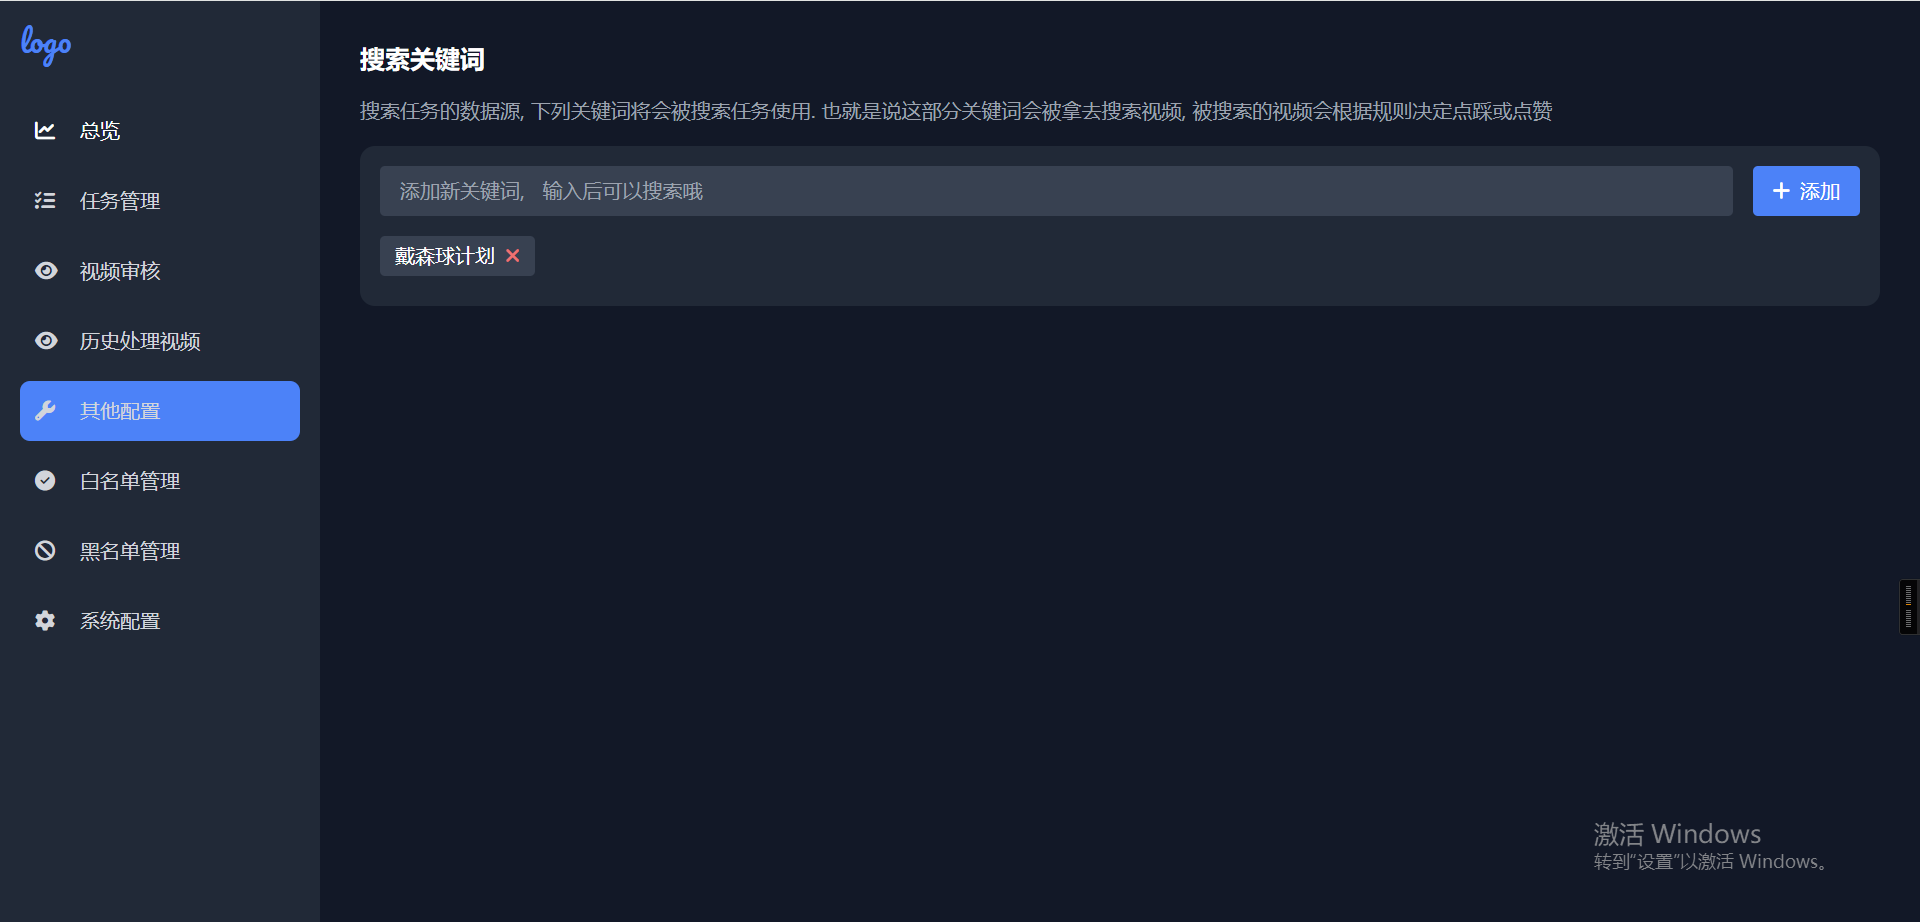 logo
总览
任务管理
视频审核
历史处理视频
其他配置
白名单管理
黑名单管理
系统配置
搜索关键词
搜索任务的数据源, 下列关键词将会被搜索任务使用. 也就是说这部分关键词会被拿去搜索视频, 被搜索的视频会根据规则决定点踩或点赞
添加新关键词, 输入后可以搜索哦
添加
戴森球计划
激活 Windows
转到“设置”以激活 Windows。